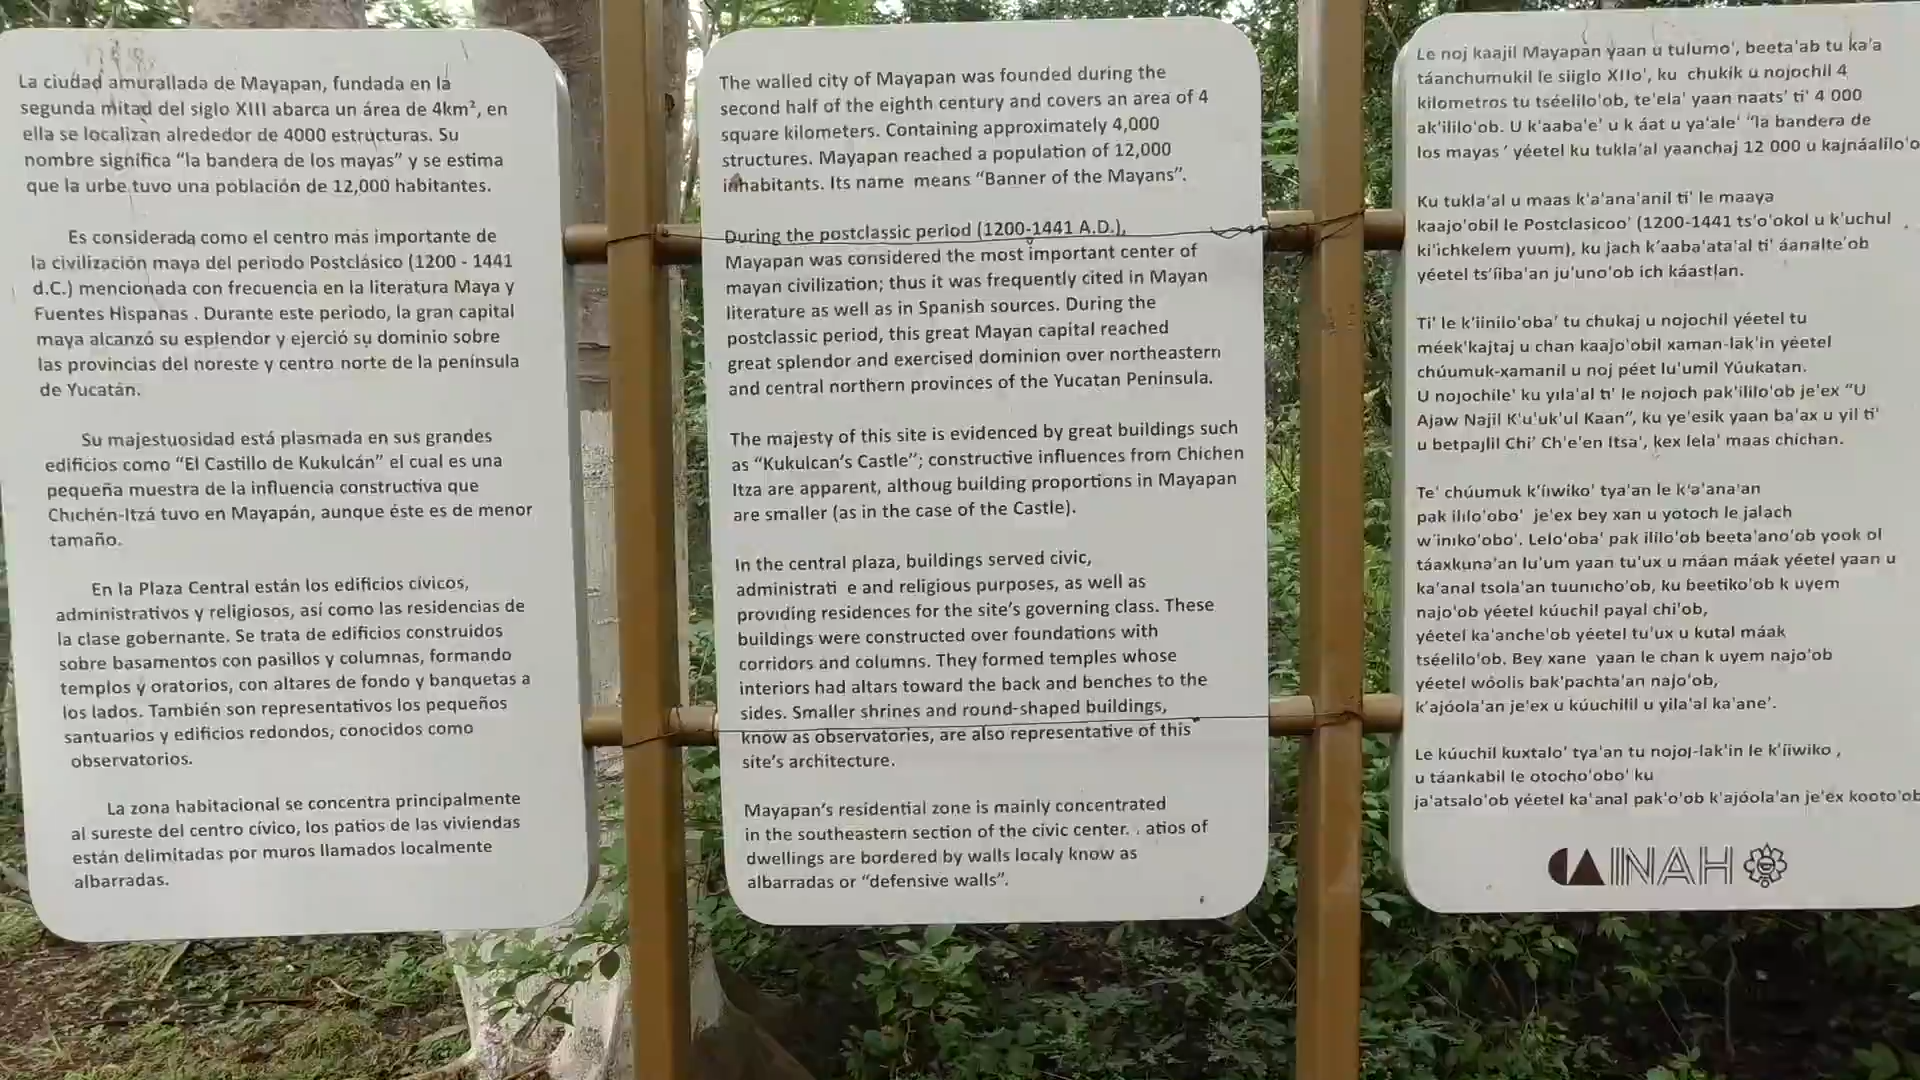 La ciudad amurallada de Mayapan, fundada en la
segunda mitad del siglo XIII abarca un área de 4km², en
ella se localizan alrededor de 4000 estructuras. Su
nombre significa “la bandera de los mayas” y se estima
que la urbe tuvo una población de 12,000 habitantes.
Es considerada como el centro más importante de
la civilización maya del periodo Postclásico (1200 - 1441
d.C.) mencionada con frecuencia en la literatura Maya y
Fuentes Hispanas . Durante este periodo, la gran capital
maya alcanzó su esplendor y ejerció su dominio sobre
las provincias del noreste y centro norte de la península
de Yucatán.
Su majestuosidad está plasmada en sus grandes
edificios como “El Castillo de Kukulcán” el cual es una
pequeña muestra de la influencia constructiva que
Chichén-Itzá tuvo en Mayapán, aunque éste es de menor
tamaño.
En la Plaza Central están los edificios cívicos,
administrativos y religiosos, así como las residencias de
la clase gobernante. Se trata de edificios construidos
sobre basamentos con pasillos y columnas, formando
templos y oratorios, con altares de fondo y banquetas a
los lados. También son representativos los pequeños
santuarios y edificios redondos, conocidos como
observatorios.
La zona habitacional se concentra principalmente
al sureste del centro cívico, los patios de las viviendas
están delimitadas por muros llamados localmente
albarradas.
The walled city of Mayapan was founded during the
second half of the eighth century and covers an area of 4
square kilometers. Containing approximately 4,000
structures. Mayapan reached a population of 12,000
inhabitants. Its name means “Banner of the Mayans”.
During the postclassic period (1200-1441 A.D.),
Mayapan was considered the most important center of
mayan civilization; thus it was frequently cited in Mayan
literature as well as in Spanish sources. During the
postclassic period, this great Mayan capital reached
great splendor and exercised dominion over northeastern
and central northern provinces of the Yucatan Peninsula.
The majesty of this site is evidenced by great buildings such
as “Kukulcan’s Castle”; constructive influences from Chichen
Itza are apparent, althoug building proportions in Mayapan
are smaller (as in the case of the Castle).
In the central plaza, buildings served civic,
administrati e and religious purposes, as well as
providing residences for the site’s governing class. These
buildings were constructed over foundations with
corridors and columns. They formed temples whose
interiors had altars toward the back and benches to the
sides. Smaller shrines and round-shaped buildings,
know as observatories, are also representative of this
site’s architecture.
Mayapan’s residential zone is mainly concentrated
in the southeastern section of the civic center. . atios of
dwellings are bordered by walls localy know as
albarradas or “defensive walls”.
Le noj kaajil Mayapan yaan u tulumo', beeta'ab tu ka'a
táanchumukil le siiglo XIIo', ku chukik u nojochil 4
kilometros tu tséelilo'ob, te'ela' yaan naats' ti' 4 000
ak'ililo'ob. U k'aaba'e' u k áat u ya'ale' “la bandera de
los mayas ' yéetel ku tukla'al yaanchaj 12 000 u kajnáalilo'o
Ku tukla'al u maas k'a'ana'anil ti' le maaya
kaajo'obil le Postclasicoo' (1200-1441 ts'o'okol u k'uchul
ki'ichkelem yuum), ku jach k'aaba'ata'al ti' áanalte'ob
yéetel ts'íiba'an ju'uno'ob ich káastlan.
Ti' le k'iinilo'oba' tu chukaj u nojochil yéetel tu
méek'kajtaj u chan kaajo'obil xaman-lak'in yéetel
chúumuk-xamanil u noj péet lu'umil Yúukatan.
U nojochile' ku yila'al ti' le nojoch pak'ililo'ob je'ex “U
Ajaw Najil K'u'uk'ul Kaan”, ku ye'esik yaan ba'ax u yil ti'
u betpajlil Chi' Ch'e'en Itsa', kex lela' maas chichan.
Te' chúumuk k'íiwiko' tya'an le k'a'ana'an
pak ililo'obo' je'ex bey xan u yotoch le jalach
w'iniko'obo'. Lelo'oba' pak ililo'ob beeta'ano'ob yook ol
táaxkuna'an lu'um yaan tu'ux u máan máak yéetel yaan u
ka'anal tsola'an tuunicho'ob, ku beetiko'ob k uyem
najo'ob yéetel kúuchil payal chi'ob,
yéetel ka'anche'ob yéetel tu'ux u kutal máak
tséelilo'ob. Bey xane yaan le chan k uyem najo'ob
yéetel wóolis bak'pachta'an najo'ob,
k'ajóola'an je'ex u kúuchilil u yila'al ka'ane'.
Le kúuchil kuxtalo' tya'an tu nojoj-lak'in le k'íiwiko ,
u táankabil le otocho'obo' ku
ja'atsalo'ob yéetel ka'anal pak'o'ob k'ajóola'an je'ex kooto'ob
INAH